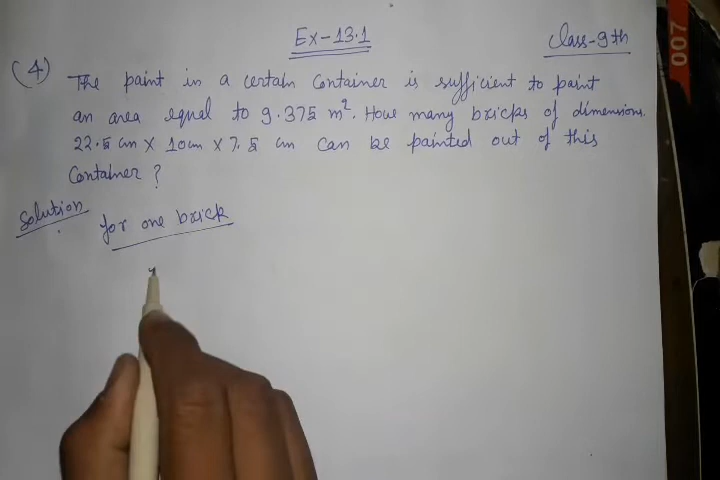 Ex-13.1
Class-9th
(4) The paint in a certain Container is sufficient to paint
an area equal to 9.375 m². How many bricks of dimensions.
22.5 cm X 10cm X 7.5 cm can be painted out of this
Container?
Solution
for one brick
007